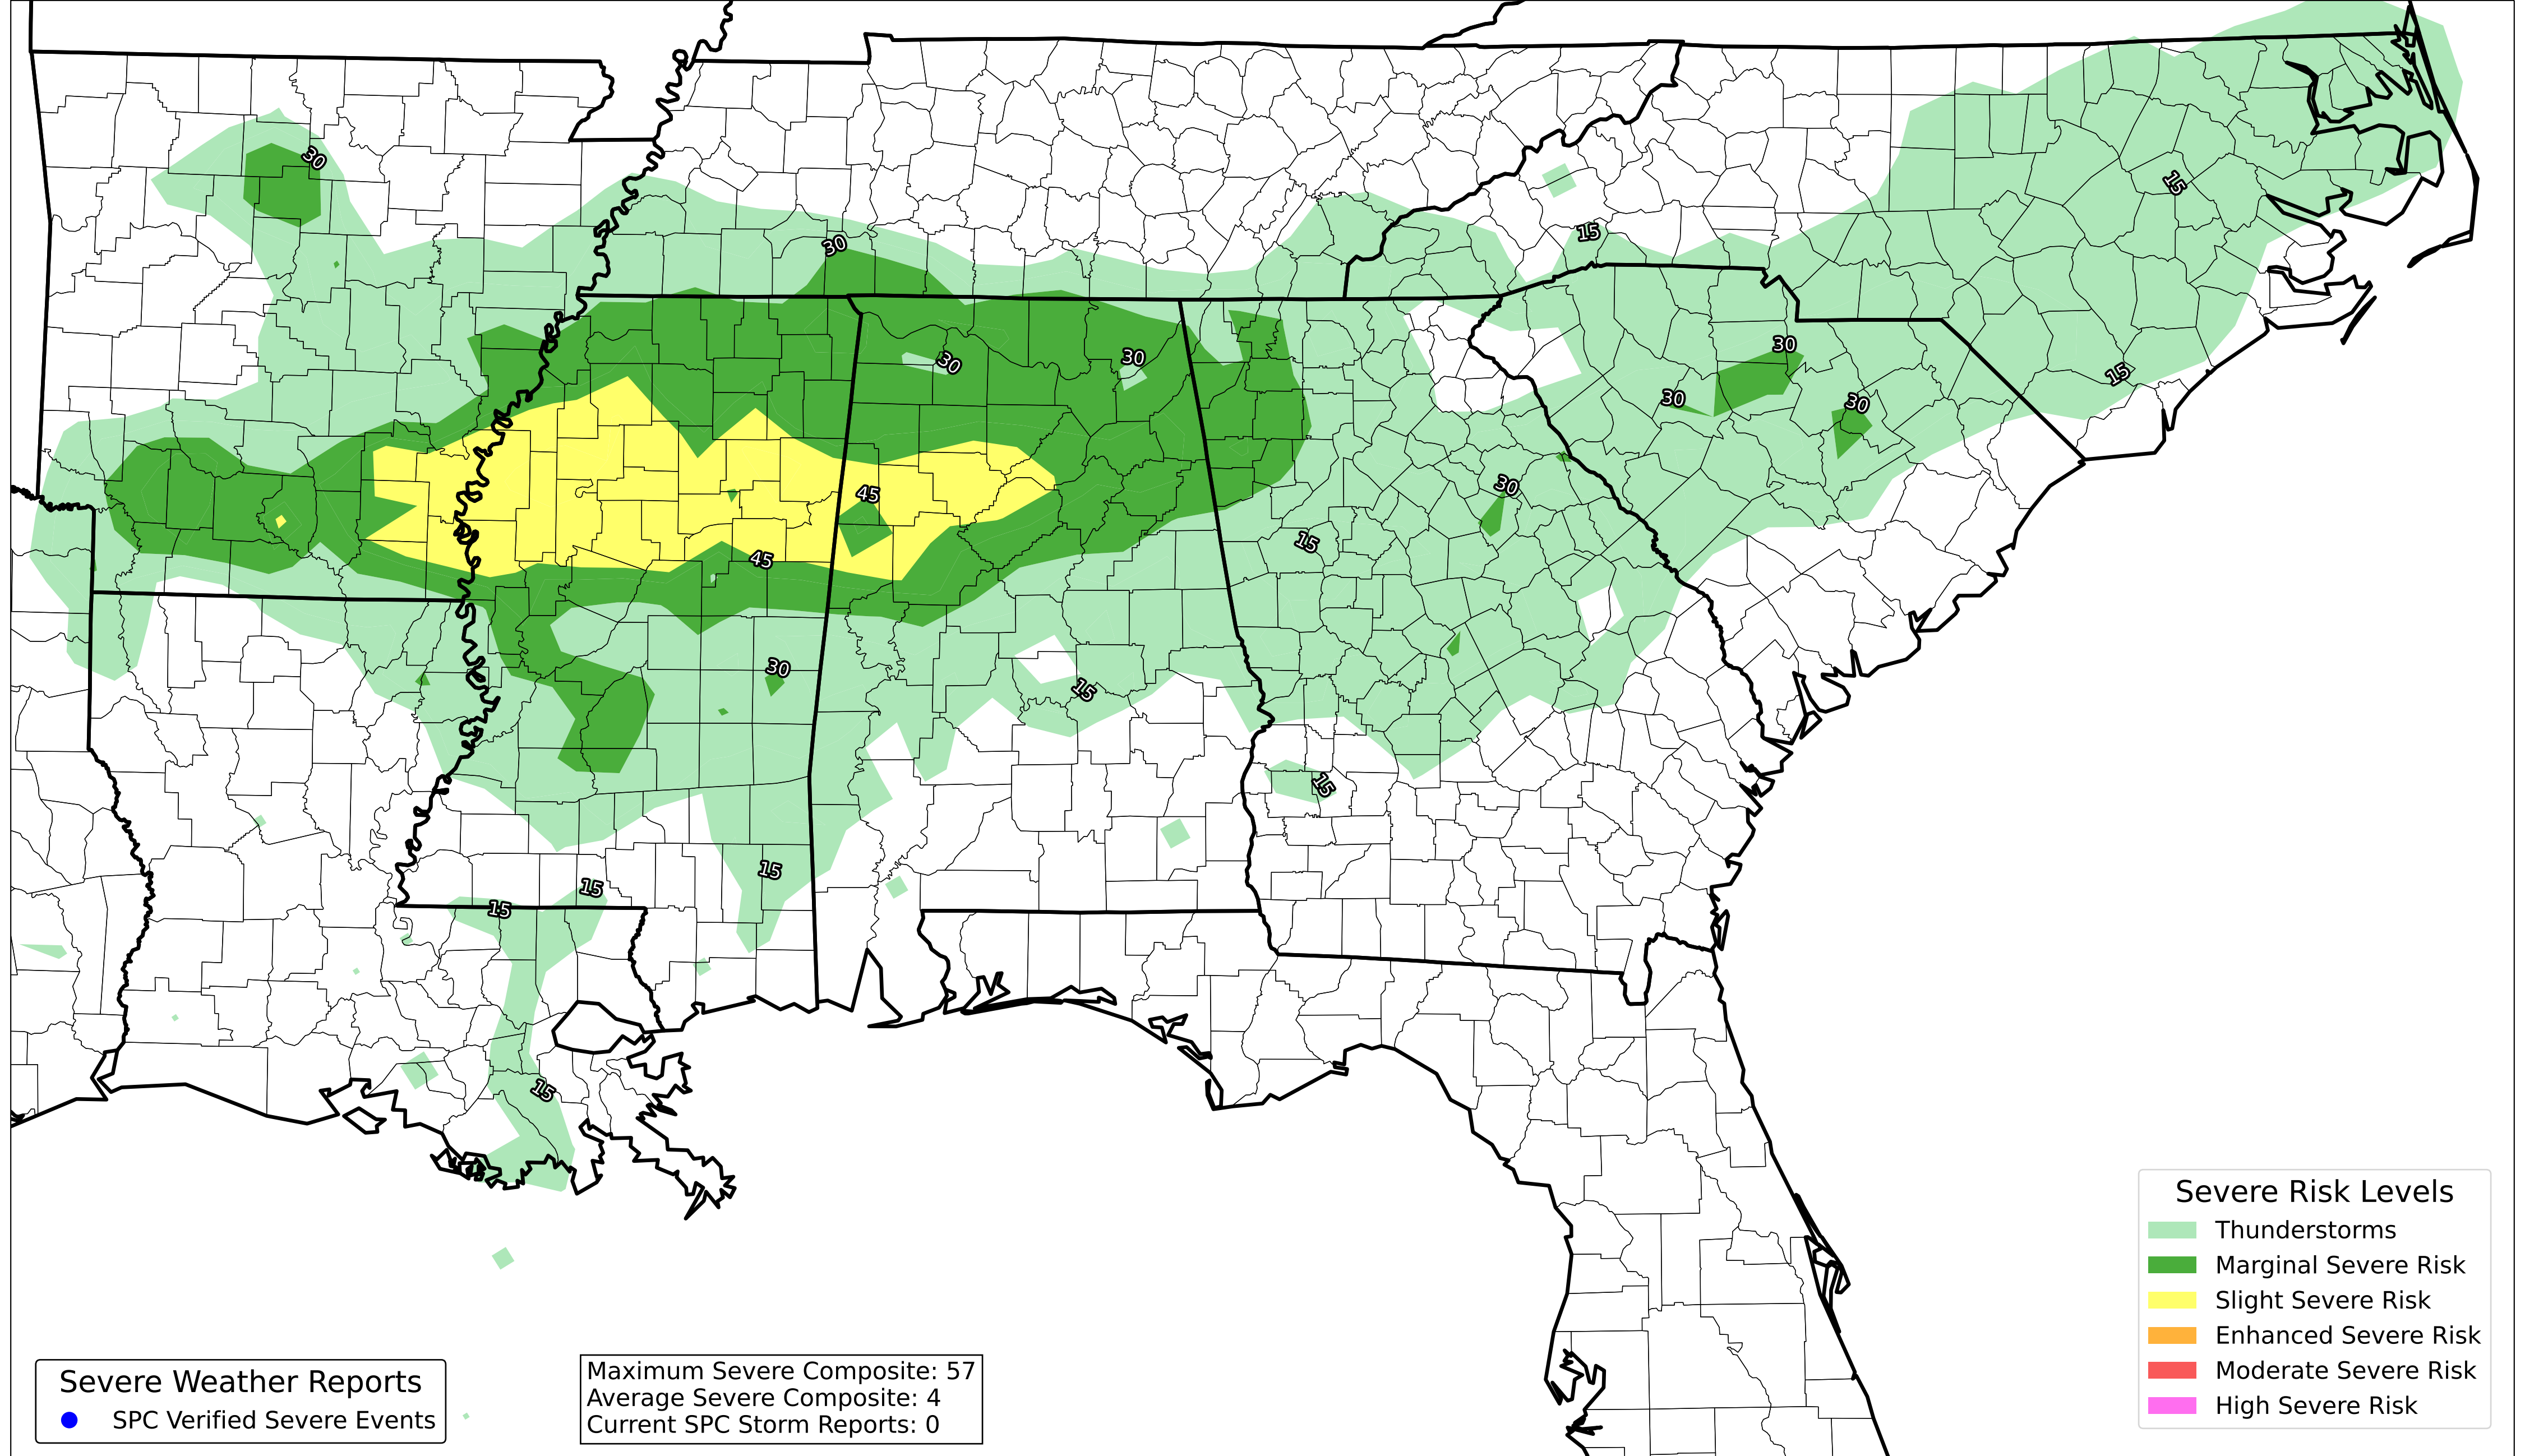 30
15
30
15
30
30
30
15
30
30
30
45
30
15
45
30
15
15
15
15
15
15
Severe Risk Levels
Thunderstorms
Marginal Severe Risk
Slight Severe Risk
Enhanced Severe Risk
Moderate Severe Risk
High Severe Risk
Severe Weather Reports
SPC Verified Severe Events
Maximum Severe Composite: 57
Average Severe Composite: 4
Current SPC Storm Reports: 0